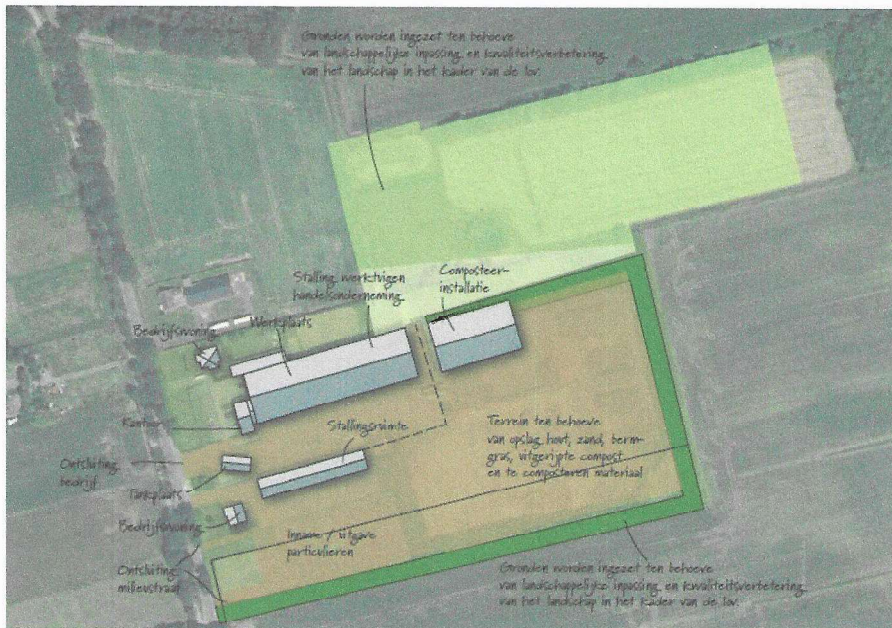 Gronden worden ingezet ten behoeve
van landschappelijke inpassing en kwaliteitsverbetering
van het landschap in het kader van de lov.
Stalling werktuigen
handelsonderneming
Composteer-
installatie
Bedrijfswoning
Werkplaats
Kantoor
Stallingsruimte
Terrein ten behoeve
van opslag hout, zand, berm-
gras, uitgerijpte compost
en te composteren materiaal
Ontsluiting
bedrijf
Tankplaats
Bedrijfswoning
Inname / uitgave
particulieren
Ontsluiting
milieustraat
Gronden worden ingezet ten behoeve
van landschappelijke inpassing en kwaliteitsverbetering
van het landschap in het kader van de lov.